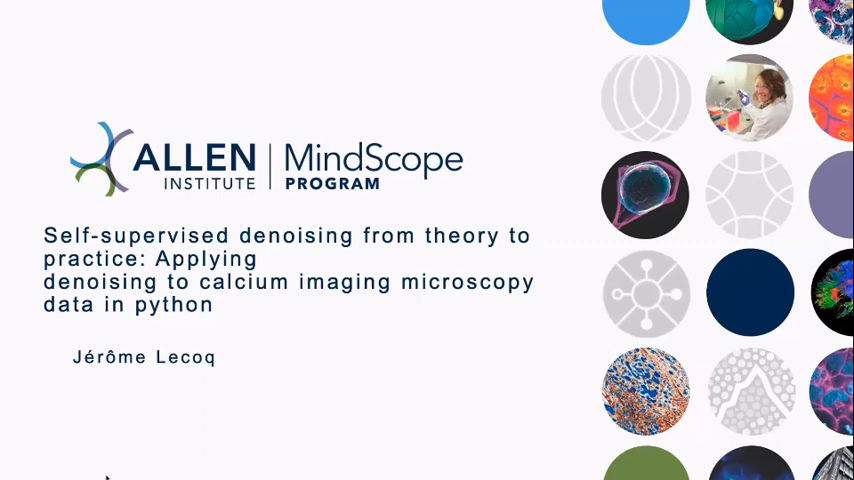 ALLEN
INSTITUTE
MindScope
PROGRAM
Self-supervised denoising from theory to
practice: Applying
denoising to calcium imaging microscopy
data in python
Jérôme Lecoq